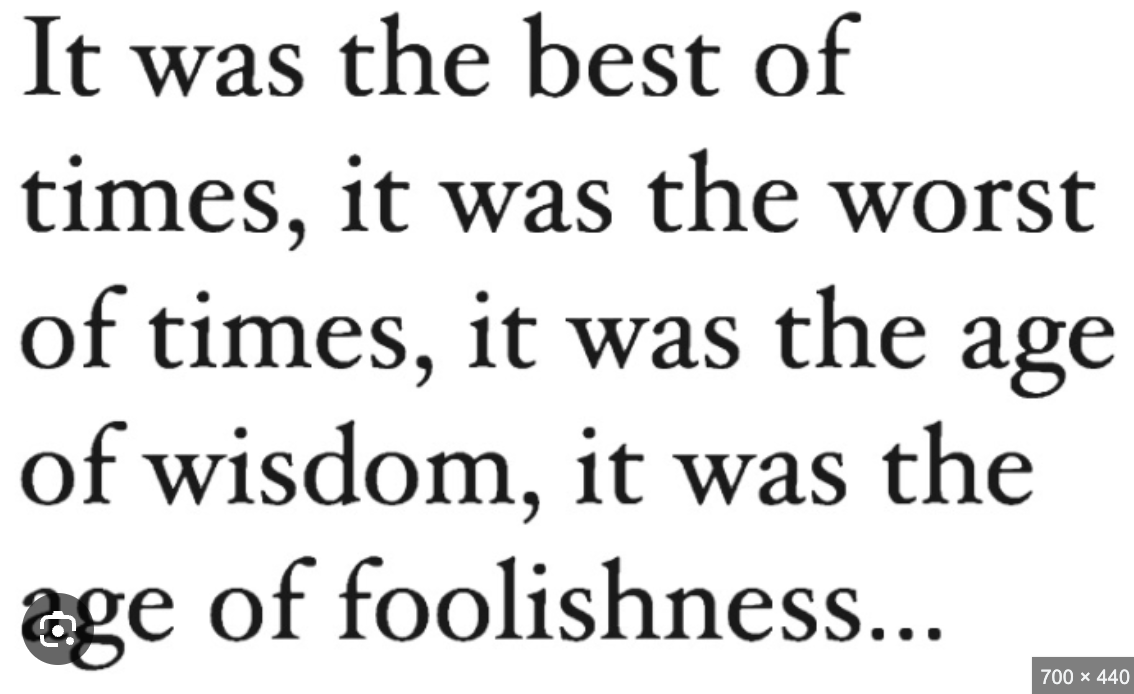 It was the best of
times, it was the worst
of times, it was the age
of wisdom, it was the
age of foolishness...
700 × 440